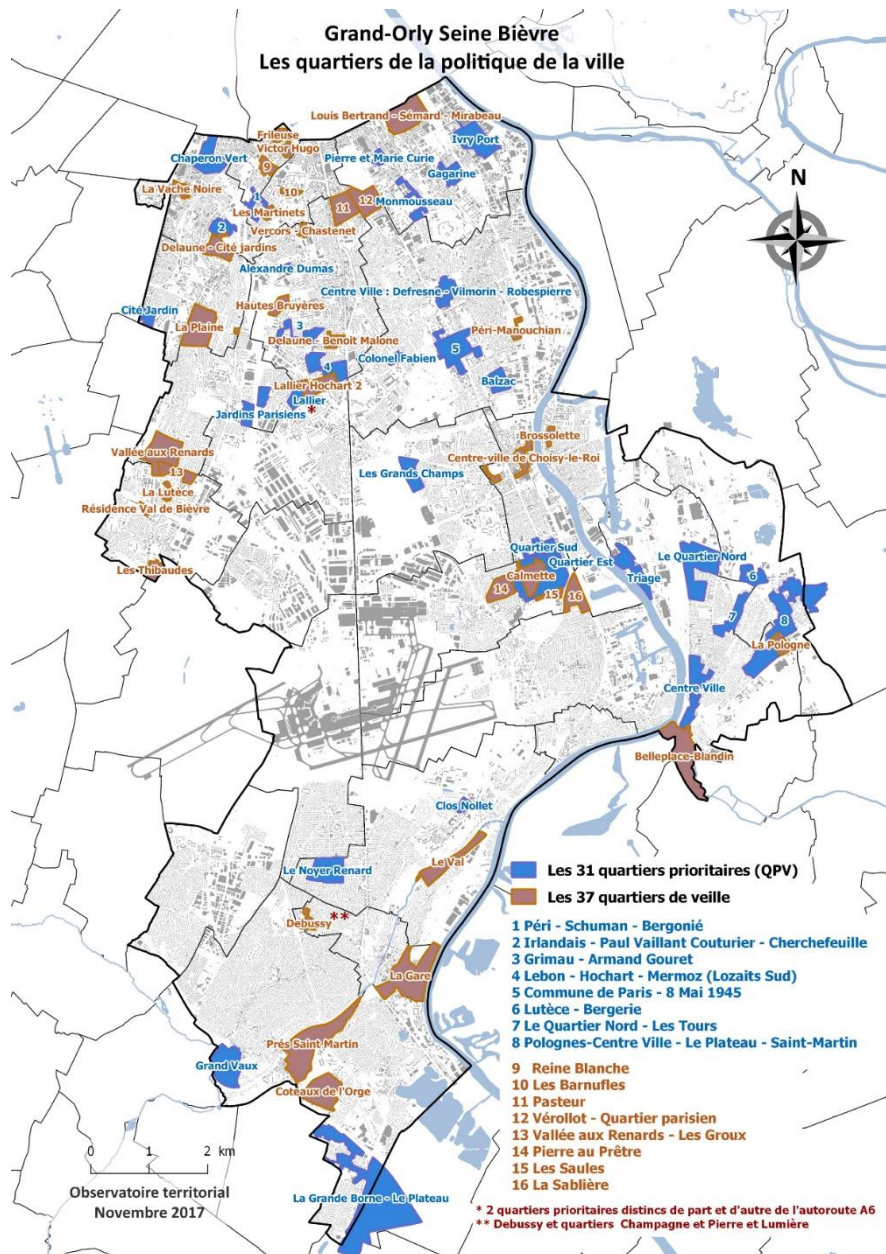 Grand-Orly Seine Bièvre
Les quartiers de la politique de la ville
Louis Bertrand - Sémard - Mirabeau
Frileuse
Victor Hugo
Ivry Port
Chaperon Vert
9
Pierre et Marie Curie
Gagarine
N
La Vache Noire
1
10
Les Martinets
11
12
Monmousseau
2
Vercors - Chastenet
Delaune - Cité jardins
Alexandre Dumas
Centre Ville : Defresne - Vilmorin - Robespierre
Cité Jardin
Hautes Bruyères
La Plaine
3
Péri-Manouchian
Delaune - Benoit Malone
5
4
Colonel Fabien
Balzac
Lallier Hochart 2
Lallier
Jardins Parisiens
*
Brossolette
Vallée aux Renards
Centre-ville de Choisy-le-Roi
13
Les Grands Champs
La Lutèce
Résidence Val de Bièvre
Quartier Sud
Le Quartier Nord
Les Thibaudes
Quartier Est
Calmette
Triage
6
14
15
16
7
8
La Pologne
Centre Ville
Belleplace-Blandin
Clos Nollet
Le Val
Le Noyer Renard
Debussy
**
La Gare
Prés Saint Martin
Grand Vaux
Coteaux de l'Orge
La Grande Borne - Le Plateau
Les 31 quartiers prioritaires (QPV)
Les 37 quartiers de veille
1 Péri - Schuman - Bergonié
2 Irlandais - Paul Vaillant Couturier - Cherchefeuille
3 Grimau - Armand Gouret
4 Lebon - Hochart - Mermoz (Lozaits Sud)
5 Commune de Paris - 8 Mai 1945
6 Lutèce - Bergerie
7 Le Quartier Nord - Les Tours
8 Polognes-Centre Ville - Le Plateau - Saint-Martin
9 Reine Blanche
10 Les Barnufles
11 Pasteur
12 Vérollot - Quartier parisien
13 Vallée aux Renards - Les Groux
14 Pierre au Prêtre
15 Les Saules
16 La Sablière
0 1 2 km
Observatoire territorial
Novembre 2017
* 2 quartiers prioritaires distincs de part et d'autre de l'autoroute A6
** Debussy et quartiers Champagne et Pierre et Lumière